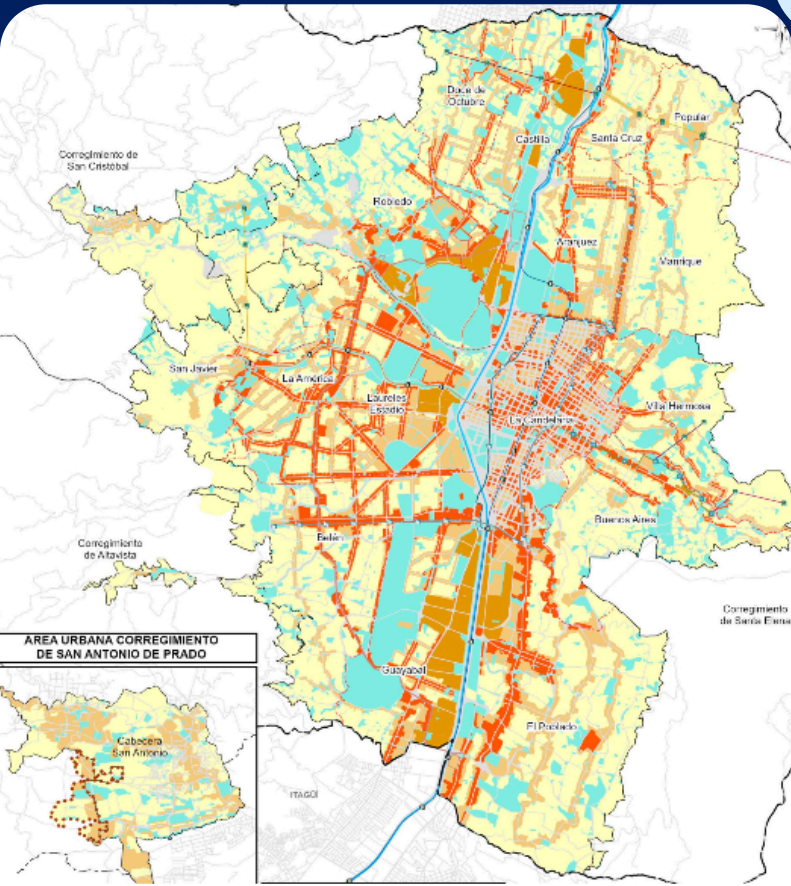 Doce de
Octubre
Popular
Castilla
Santa Cruz
Corregimiento de
San Cristóbal
Robledo
Aranjuez
Manrique
San Javier
La América
Laureles
Estadio
La Candelaria
Villa Hermosa
Buenos Aires
Belén
Corregimiento
de Altavista
Corregimiento
de Santa Elena
AREA URBANA CORREGIMIENTO
DE SAN ANTONIO DE PRADO
Guayabal
El Poblado
Cabecera
San Antonio
ITAGÜÍ